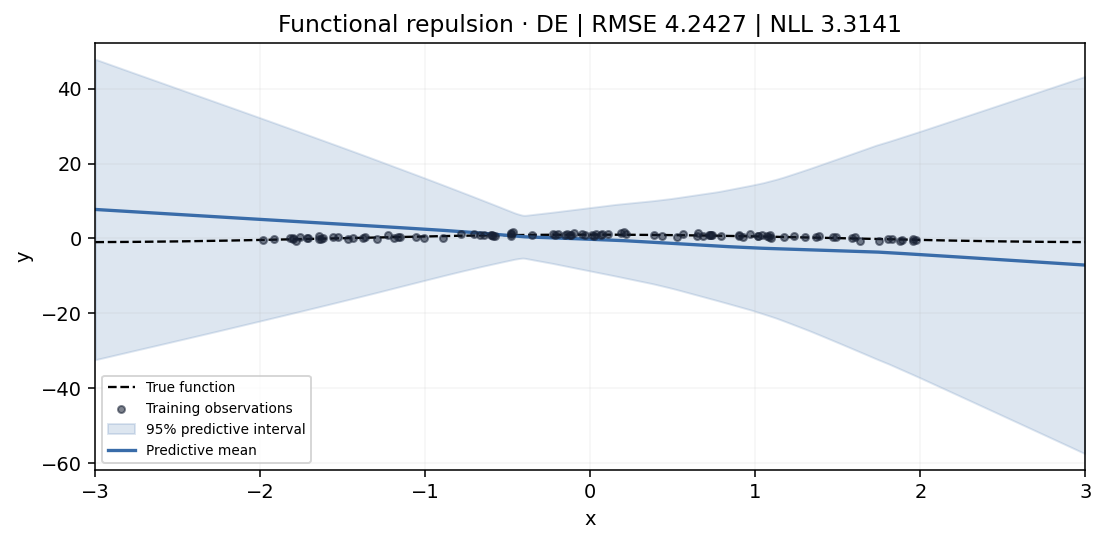 Functional repulsion · DE | RMSE 4.2427 | NLL 3.3141
y
40
20
0
−20
−40
−60
True function
Training observations
95% predictive interval
Predictive mean
−3 −2 −1 0 1 2 3
x